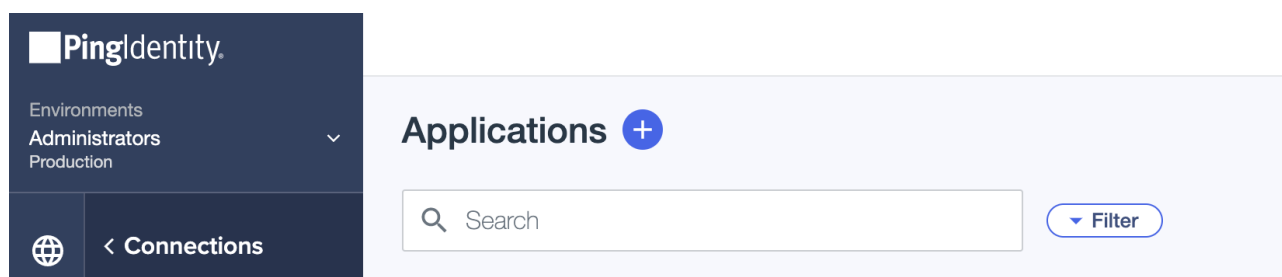 PingIdentity.
Environments
Administrators
Production
Connections
Applications
Search
Filter